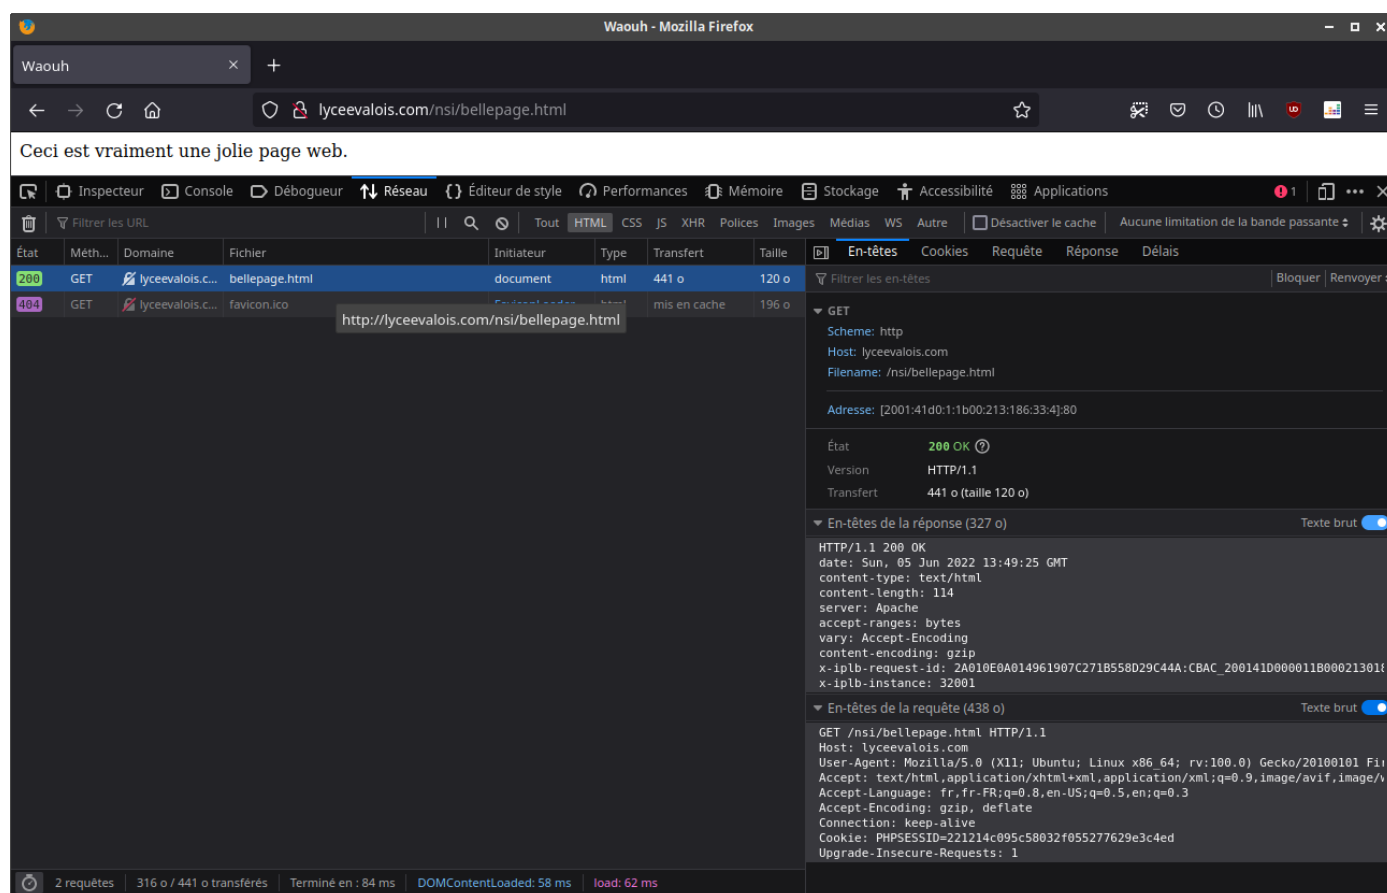 Waouh - Mozilla Firefox
Waouh
lyceevalois.com/nsi/bellepage.html
Ceci est vraiment une jolie page web.
Inspecteur Console Débogueur Réseau Éditeur de style Performances Mémoire Stockage Accessibilité Applications 1
Filtrer les URL Tout HTML CSS JS XHR Polices Images Médias WS Autre Désactiver le cache Aucune limitation de la bande passante
État Méth... Domaine Fichier Initiateur Type Transfert Taille
200 GET lyceevalois.c... bellepage.html document html 441 o 120 o
404 GET lyceevalois.c... favicon.ico mis en cache 196 o
http://lyceevalois.com/nsi/bellepage.html
En-têtes Cookies Requête Réponse Délais
Filtrer les en-têtes Bloquer Renvoyer
GET
Scheme: http
Host: lyceevalois.com
Filename: /nsi/bellepage.html
Adresse: [2001:41d0:1:1b00:213:186:33:4]:80
État 200 OK
Version HTTP/1.1
Transfert 441 o (taille 120 o)
En-têtes de la réponse (327 o) Texte brut
HTTP/1.1 200 OK
date: Sun, 05 Jun 2022 13:49:25 GMT
content-type: text/html
content-length: 114
server: Apache
accept-ranges: bytes
vary: Accept-Encoding
content-encoding: gzip
x-iplb-request-id: 2A010E0A014961907C271B558D29C44A:CBAC_200141D000011B000213018
x-iplb-instance: 32001
En-têtes de la requête (438 o) Texte brut
GET /nsi/bellepage.html HTTP/1.1
Host: lyceevalois.com
User-Agent: Mozilla/5.0 (X11; Ubuntu; Linux x86_64; rv:100.0) Gecko/20100101 Fi
Accept: text/html,application/xhtml+xml,application/xml;q=0.9,image/avif,image/
Accept-Language: fr,fr-FR;q=0.8,en-US;q=0.5,en;q=0.3
Accept-Encoding: gzip, deflate
Connection: keep-alive
Cookie: PHPSESSID=221214c095c58032f055277629e3c4ed
Upgrade-Insecure-Requests: 1
2 requêtes 316 o / 441 o transférés Terminé en : 84 ms DOMContentLoaded: 58 ms load: 62 ms